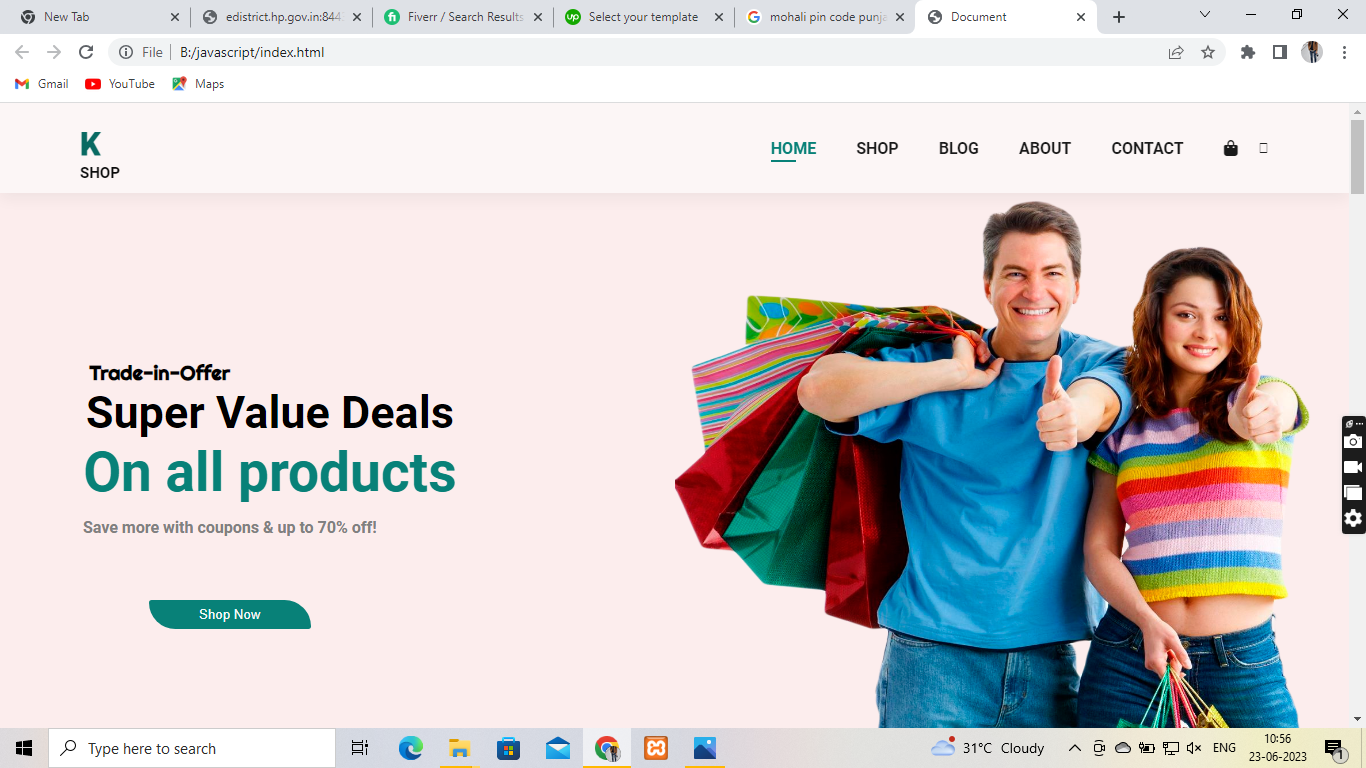 New Tab
edistrict.hp.gov.in:844
Fiverr / Search Results
Select your template
mohali pin code punja
Document
File
B:/javascript/index.html
Gmail
YouTube
Maps
K
SHOP
HOME
SHOP
BLOG
ABOUT
CONTACT
Trade-in-Offer
Super Value Deals
On all products
Save more with coupons & up to 70% off!
Shop Now
Type here to search
31°C Cloudy
ENG
10:56
23-06-2023
1